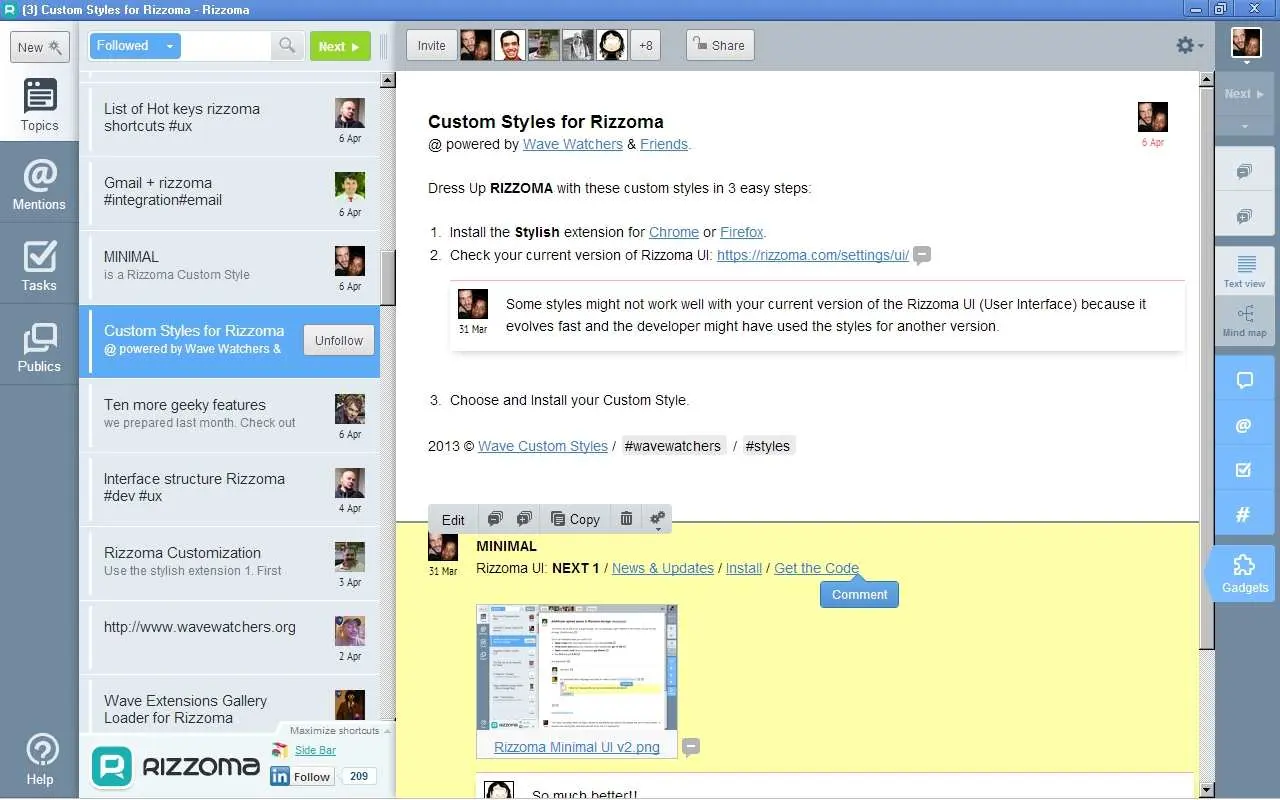 (3) Custom Styles for Rizzoma - Rizzoma
New
Followed
Next
Invite
+8
Share
Topics
Mentions
Tasks
Publics
Help
List of Hot keys rizzoma
shortcuts #ux
6 Apr
Gmail + rizzoma
#integration#email
6 Apr
MINIMAL
is a Rizzoma Custom Style
6 Apr
Custom Styles for Rizzoma
@ powered by Wave Watchers &
Unfollow
Ten more geeky features
we prepared last month. Check out
6 Apr
Interface structure Rizzoma
#dev #ux
4 Apr
Rizzoma Customization
Use the stylish extension 1. First
3 Apr
http://www.wavewatchers.org
2 Apr
Wave Extensions Gallery
Loader for Rizzoma
Maximize shortcuts
RIZZOMA
Side Bar
in Follow 209
Custom Styles for Rizzoma
@ powered by Wave Watchers & Friends.
6 Apr
Dress Up RIZZOMA with these custom styles in 3 easy steps:
1. Install the Stylish extension for Chrome or Firefox.
2. Check your current version of Rizzoma UI: https://rizzoma.com/settings/ui/
Some styles might not work well with your current version of the Rizzoma UI (User Interface) because it
evolves fast and the developer might have used the styles for another version.
31 Mar
3. Choose and Install your Custom Style.
2013 © Wave Custom Styles / #wavewatchers / #styles
Edit
Copy
MINIMAL
Rizzoma UI: NEXT 1 / News & Updates / Install / Get the Code
31 Mar
Comment
Rizzoma Minimal UI v2.png
So much better!!
Next
Text view
Mind map
@
#
Gadgets